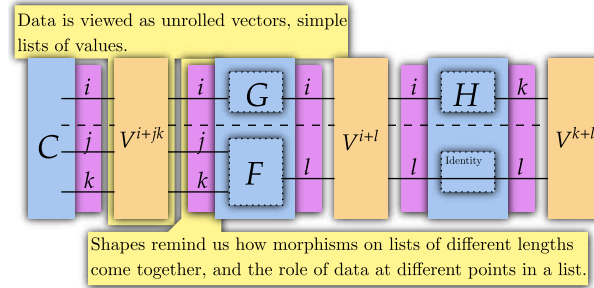 Data is viewed as unrolled vectors, simple
lists of values.
i i i i k
G H
C j V^{i+jk} j V^{i+l} V^{k+l}
F Identity
k k l l l
Shapes remind us how morphisms on lists of different lengths
come together, and the role of data at different points in a list.